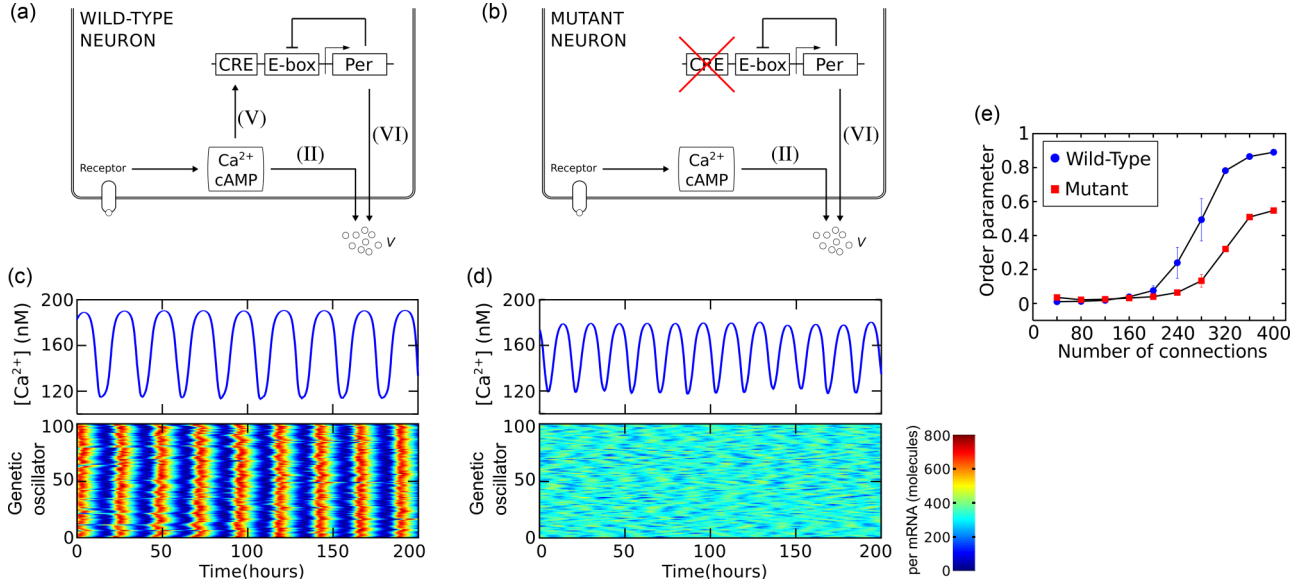 (a)
WILD-TYPE
NEURON
CRE
E-box
Per
(V)
(VI)
(II)
Receptor
Ca²⁺
cAMP
V
(b)
MUTANT
NEURON
CRE
E-box
Per
(VI)
(II)
Receptor
Ca²⁺
cAMP
V
(c)
[Ca²⁺] (nM)
200
160
120
Genetic
oscillator
100
50
0
0 50 100 150 200
Time(hours)
(d)
[Ca²⁺] (nM)
200
160
120
Genetic
oscillator
100
50
0
0 50 100 150 200
Time(hours)
per mRNA (molecules)
800
600
400
200
0
(e)
Order parameter
1
0.8
0.6
0.4
0.2
0
Wild-Type
Mutant
0 80 160 240 320 400
Number of connections